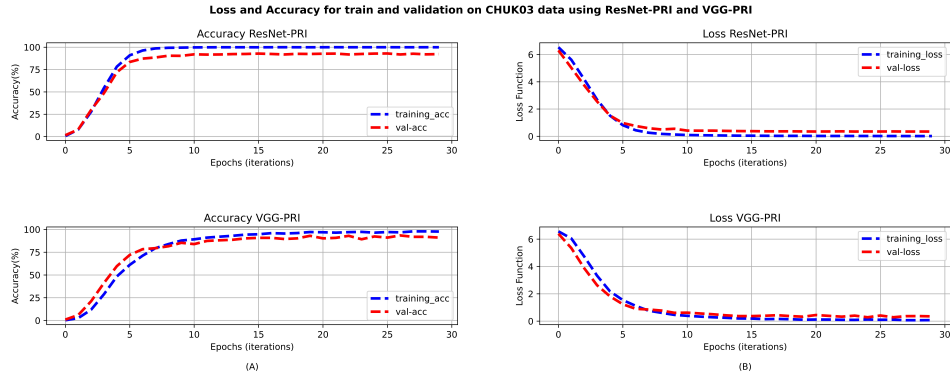 Loss and Accuracy for train and validation on CHUK03 data using ResNet-PRI and VGG-PRI
Accuracy ResNet-PRI
Accuracy(%)
100
75
50
25
0
training_acc
val-acc
0 5 10 15 20 25 30
Epochs (iterations)
Loss ResNet-PRI
Loss Function
6
4
2
0
training_loss
val-loss
0 5 10 15 20 25 30
Epochs (iterations)
Accuracy VGG-PRI
Accuracy(%)
100
75
50
25
0
training_acc
val-acc
0 5 10 15 20 25 30
Epochs (iterations)
(A)
Loss VGG-PRI
Loss Function
6
4
2
0
training_loss
val-loss
0 5 10 15 20 25 30
Epochs (iterations)
(B)